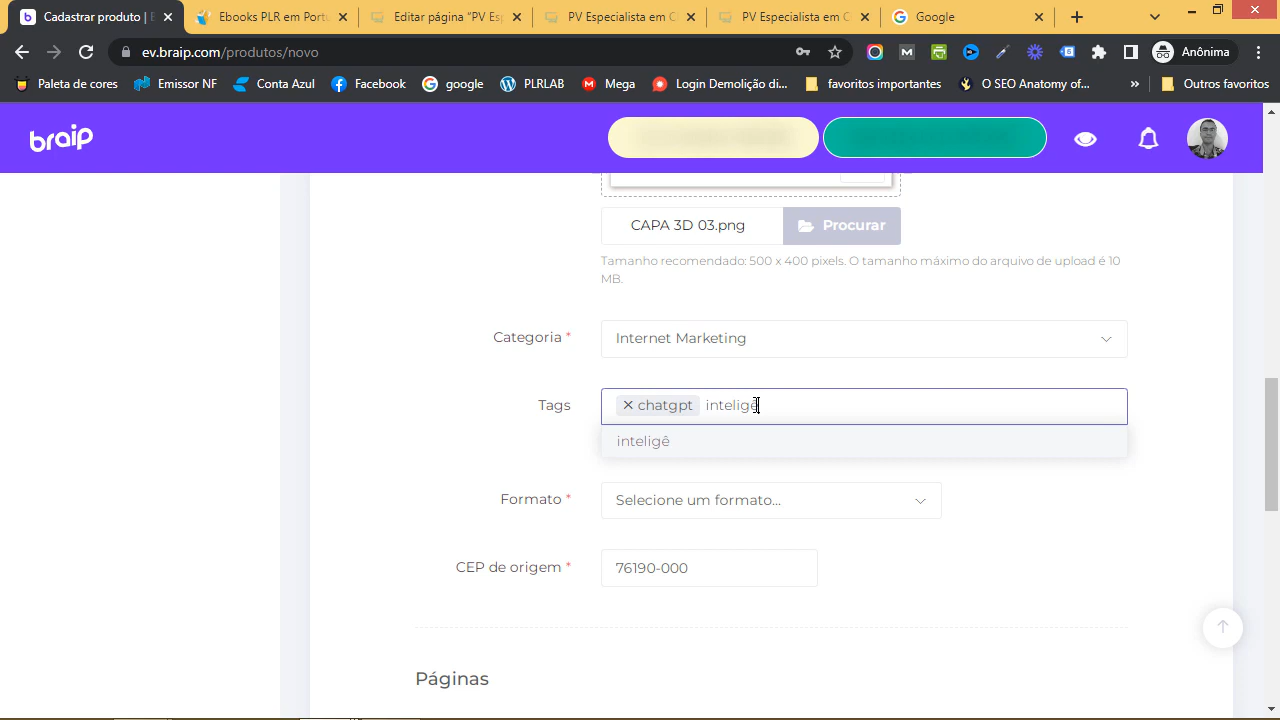 Cadastrar produto | E
Ebooks PLR em Portu
Editar página “PV Esp
PV Especialista em C
PV Especialista em C
Google
ev.braip.com/produtos/novo
Anônima
Paleta de cores
Emissor NF
Conta Azul
Facebook
google
PLRLAB
Mega
Login Demolição di...
favoritos importantes
O SEO Anatomy of...
»
Outros favoritos
braip
CAPA 3D 03.png
Procurar
Tamanho recomendado: 500 x 400 pixels. O tamanho máximo do arquivo de upload é 10
MB.
Categoria *
Internet Marketing
Tags
× chatgpt inteligê
inteligê
Formato *
Selecione um formato...
CEP de origem *
76190-000
Páginas